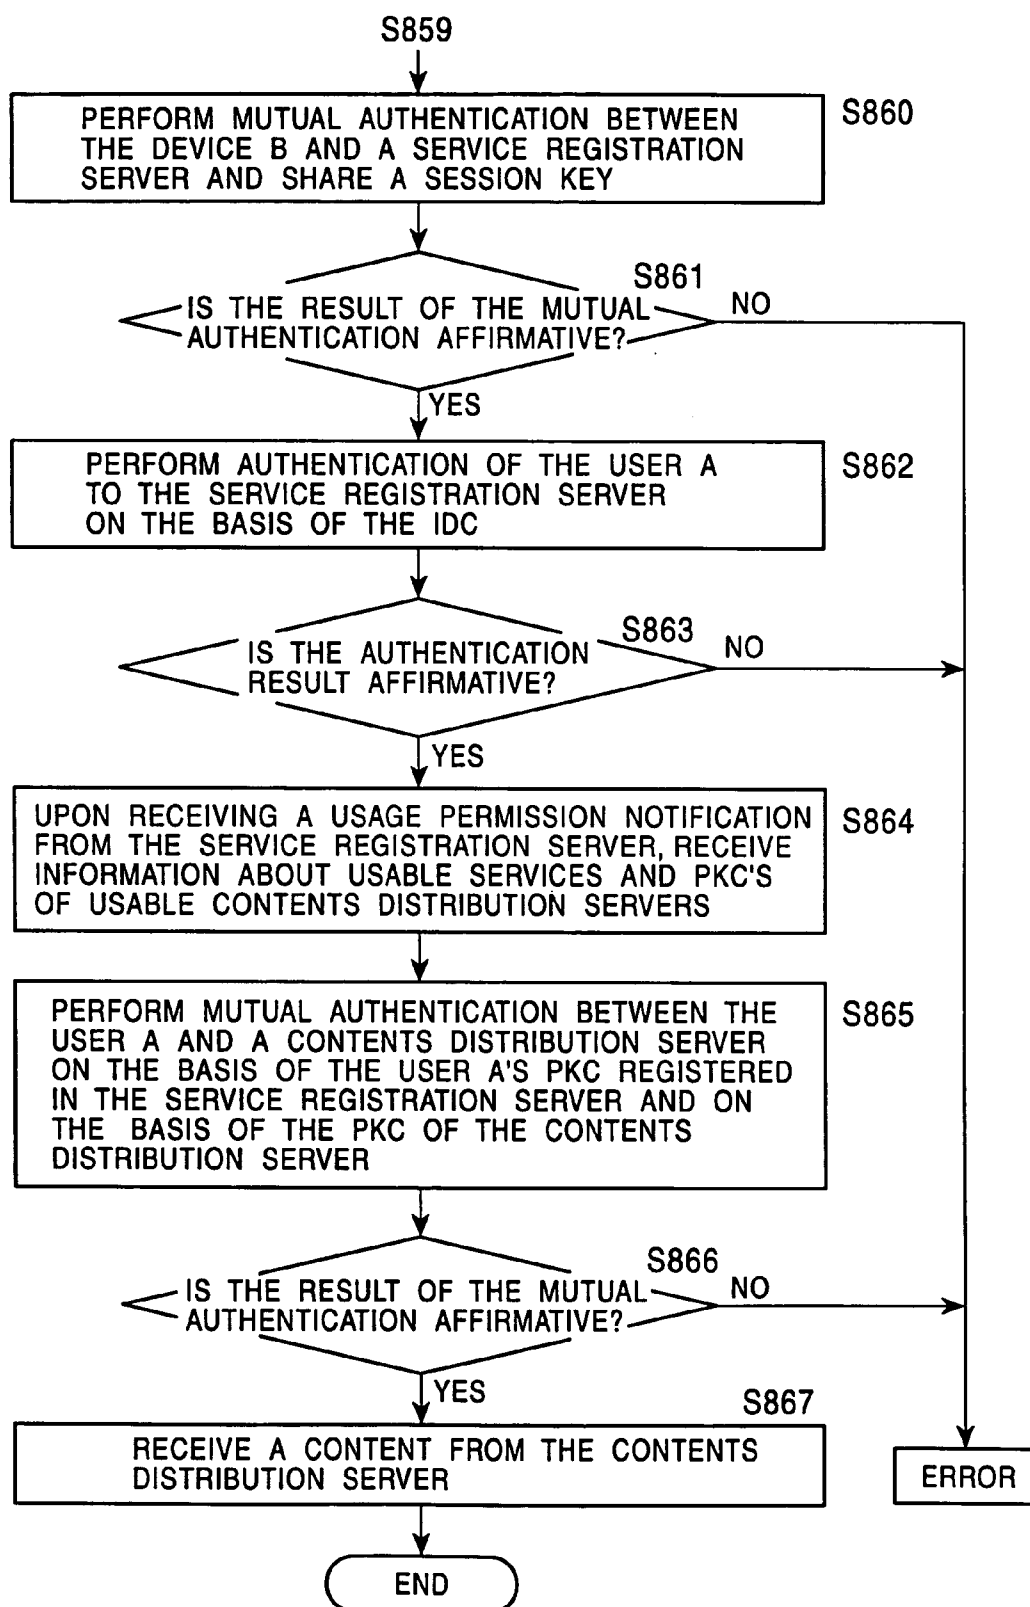 S859
PERFORM MUTUAL AUTHENTICATION BETWEEN
THE DEVICE B AND A SERVICE REGISTRATION
SERVER AND SHARE A SESSION KEY
S860
S861
IS THE RESULT OF THE MUTUAL
AUTHENTICATION AFFIRMATIVE?
NO
YES
PERFORM AUTHENTICATION OF THE USER A
TO THE SERVICE REGISTRATION SERVER
ON THE BASIS OF THE IDC
S862
S863
IS THE AUTHENTICATION
RESULT AFFIRMATIVE?
NO
YES
UPON RECEIVING A USAGE PERMISSION NOTIFICATION
FROM THE SERVICE REGISTRATION SERVER, RECEIVE
INFORMATION ABOUT USABLE SERVICES AND PKC'S
OF USABLE CONTENTS DISTRIBUTION SERVERS
S864
PERFORM MUTUAL AUTHENTICATION BETWEEN THE
USER A AND A CONTENTS DISTRIBUTION SERVER
ON THE BASIS OF THE USER A'S PKC REGISTERED
IN THE SERVICE REGISTRATION SERVER AND ON
THE BASIS OF THE PKC OF THE CONTENTS
DISTRIBUTION SERVER
S865
S866
IS THE RESULT OF THE MUTUAL
AUTHENTICATION AFFIRMATIVE?
NO
YES
S867
RECEIVE A CONTENT FROM THE CONTENTS
DISTRIBUTION SERVER
ERROR
END